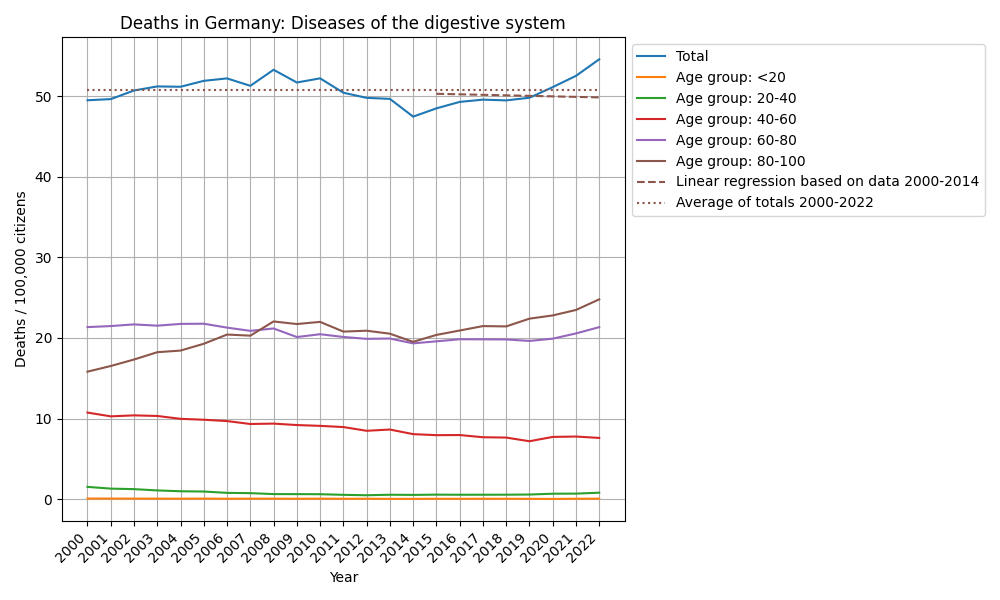 Deaths in Germany: Diseases of the digestive system
Total
Age group: <20
Age group: 20-40
Age group: 40-60
Age group: 60-80
Age group: 80-100
Linear regression based on data 2000-2014
Average of totals 2000-2022
Deaths / 100,000 citizens
50
40
30
20
10
0
2000
2001
2002
2003
2004
2005
2006
2007
2008
2009
2010
2011
2012
2013
2014
2015
2016
2017
2018
2019
2020
2021
2022
Year